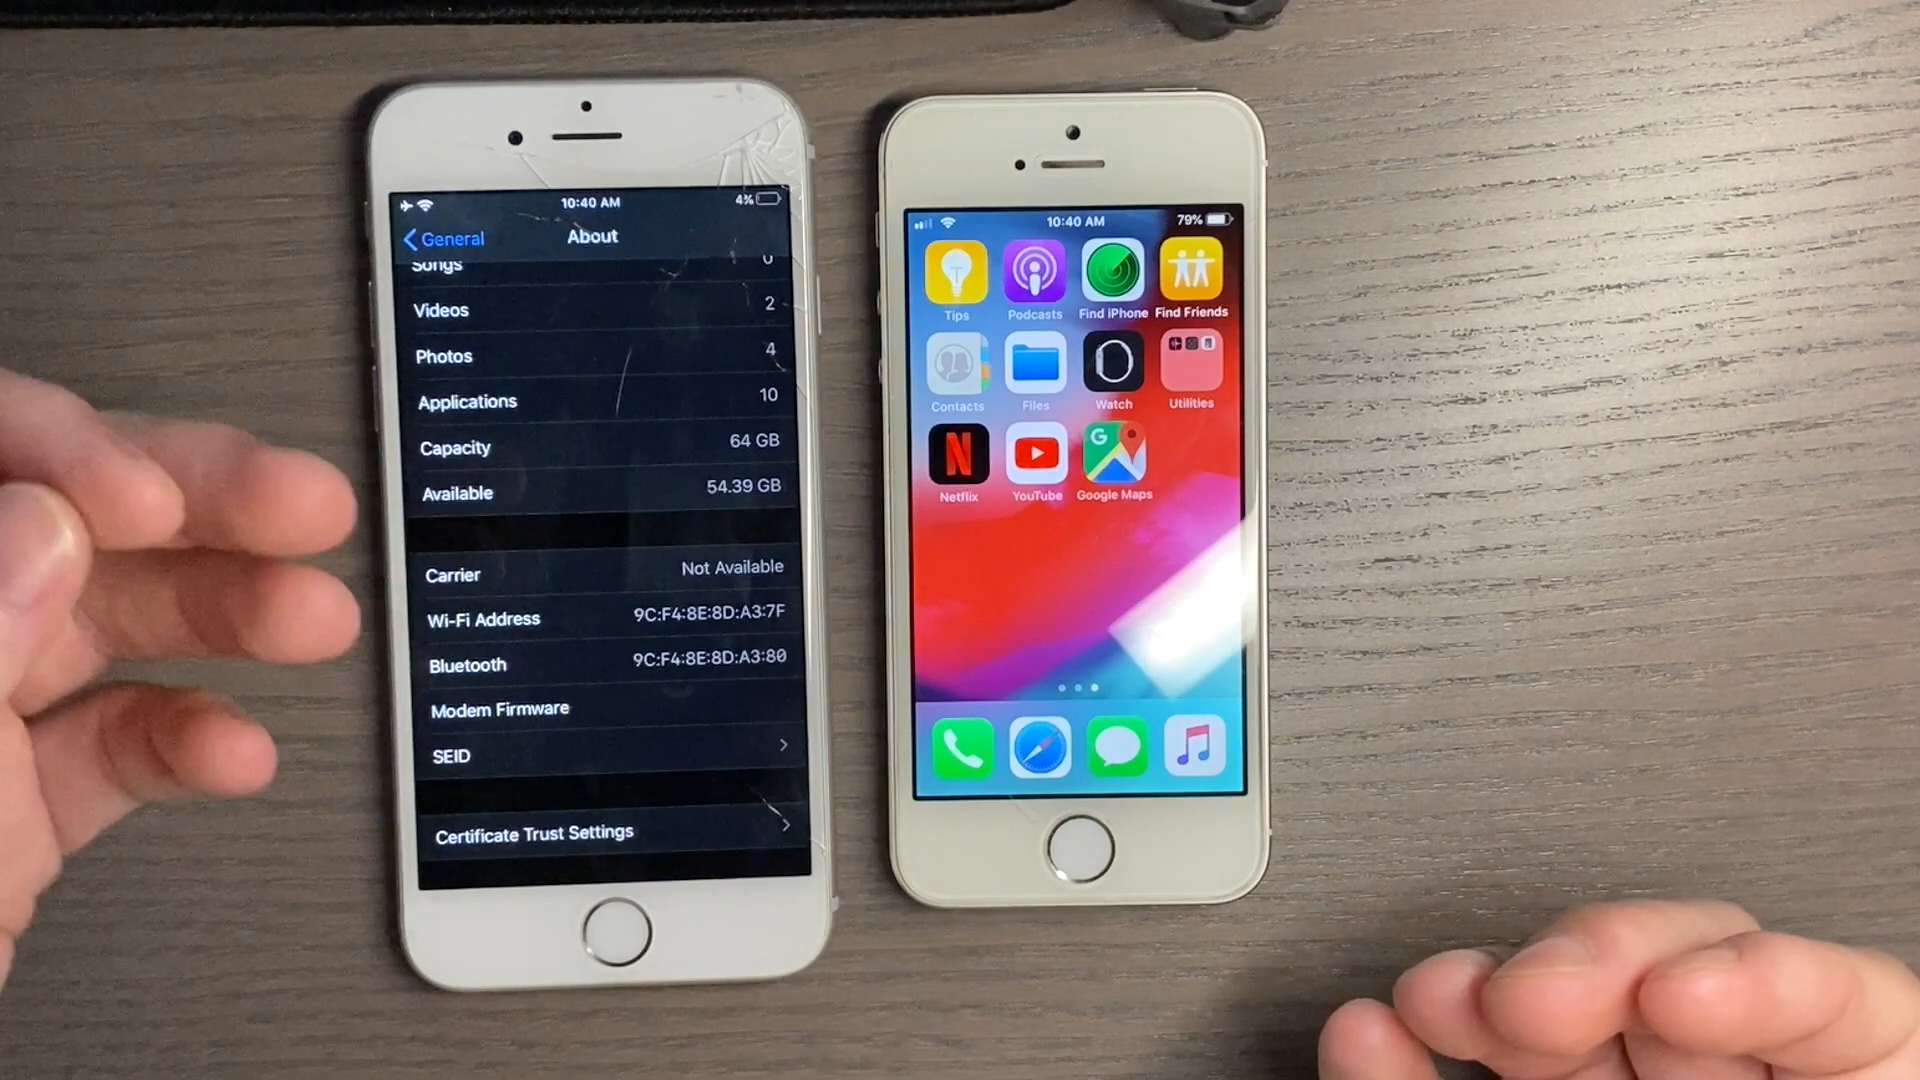 10:40 AM
4%
General
About
Songs 0
Videos 2
Photos 4
Applications 10
Capacity 64 GB
Available 54.39 GB
Carrier Not Available
Wi-Fi Address 9C:F4:8E:8D:A3:7F
Bluetooth 9C:F4:8E:8D:A3:80
Modem Firmware
SEID
Certificate Trust Settings
10:40 AM
79%
Tips Podcasts Find iPhone Find Friends
Contacts Files Watch Utilities
N
G
Netflix YouTube Google Maps